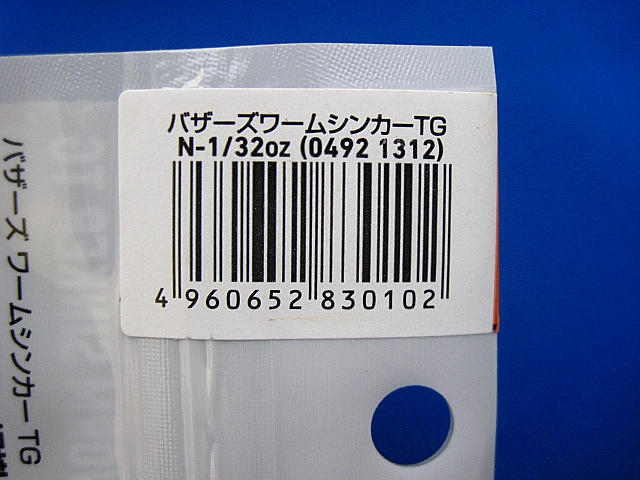 バザーズワームシンカーTG
N-1/32oz (0492 1312)
4 960652 830102
バザーズ ワームシンカー TG